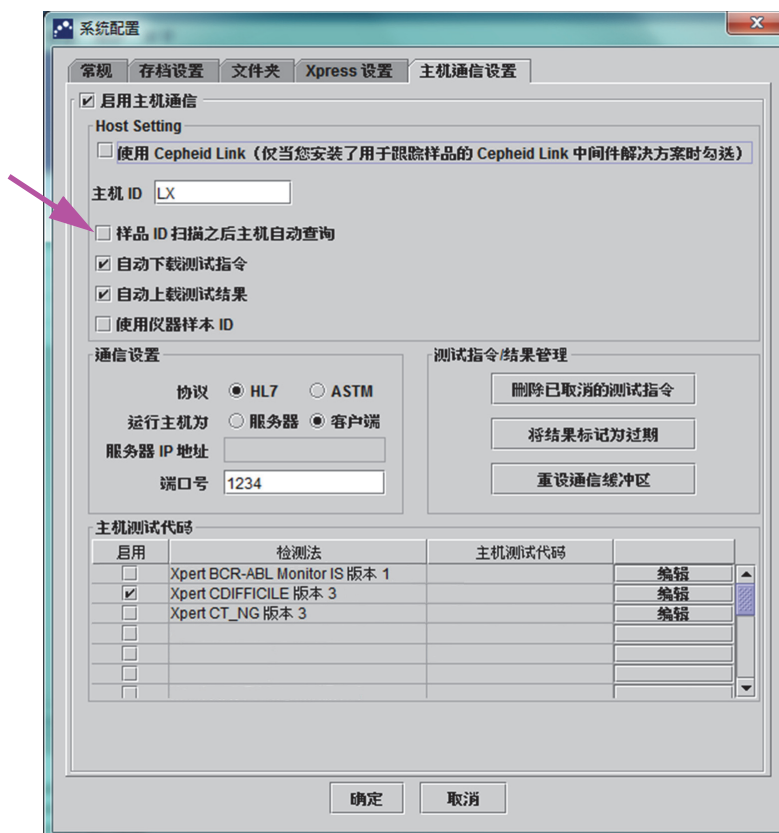 系统配置
常规 存档设置 文件夹 Xpress 设置 主机通信设置
启用主机通信
Host Setting
使用 Cepheid Link（仅当您安装了用于跟踪样品的 Cepheid Link 中间件解决方案时勾选）
主机 ID LX
样品 ID 扫描之后主机自动查询
自动下载测试指令
自动上载测试结果
使用仪器样本 ID
通信设置
协议 HL7 ASTM
运行主机为 服务器 客户端
服务器 IP 地址
端口号 1234
测试指令/结果管理
删除已取消的测试指令
将结果标记为过期
重设通信缓冲区
主机测试代码
启用 检测法 主机测试代码
Xpert BCR-ABL Monitor IS 版本 1 编辑
Xpert CDIFFICILE 版本 3 编辑
Xpert CT_NG 版本 3 编辑
确定 取消